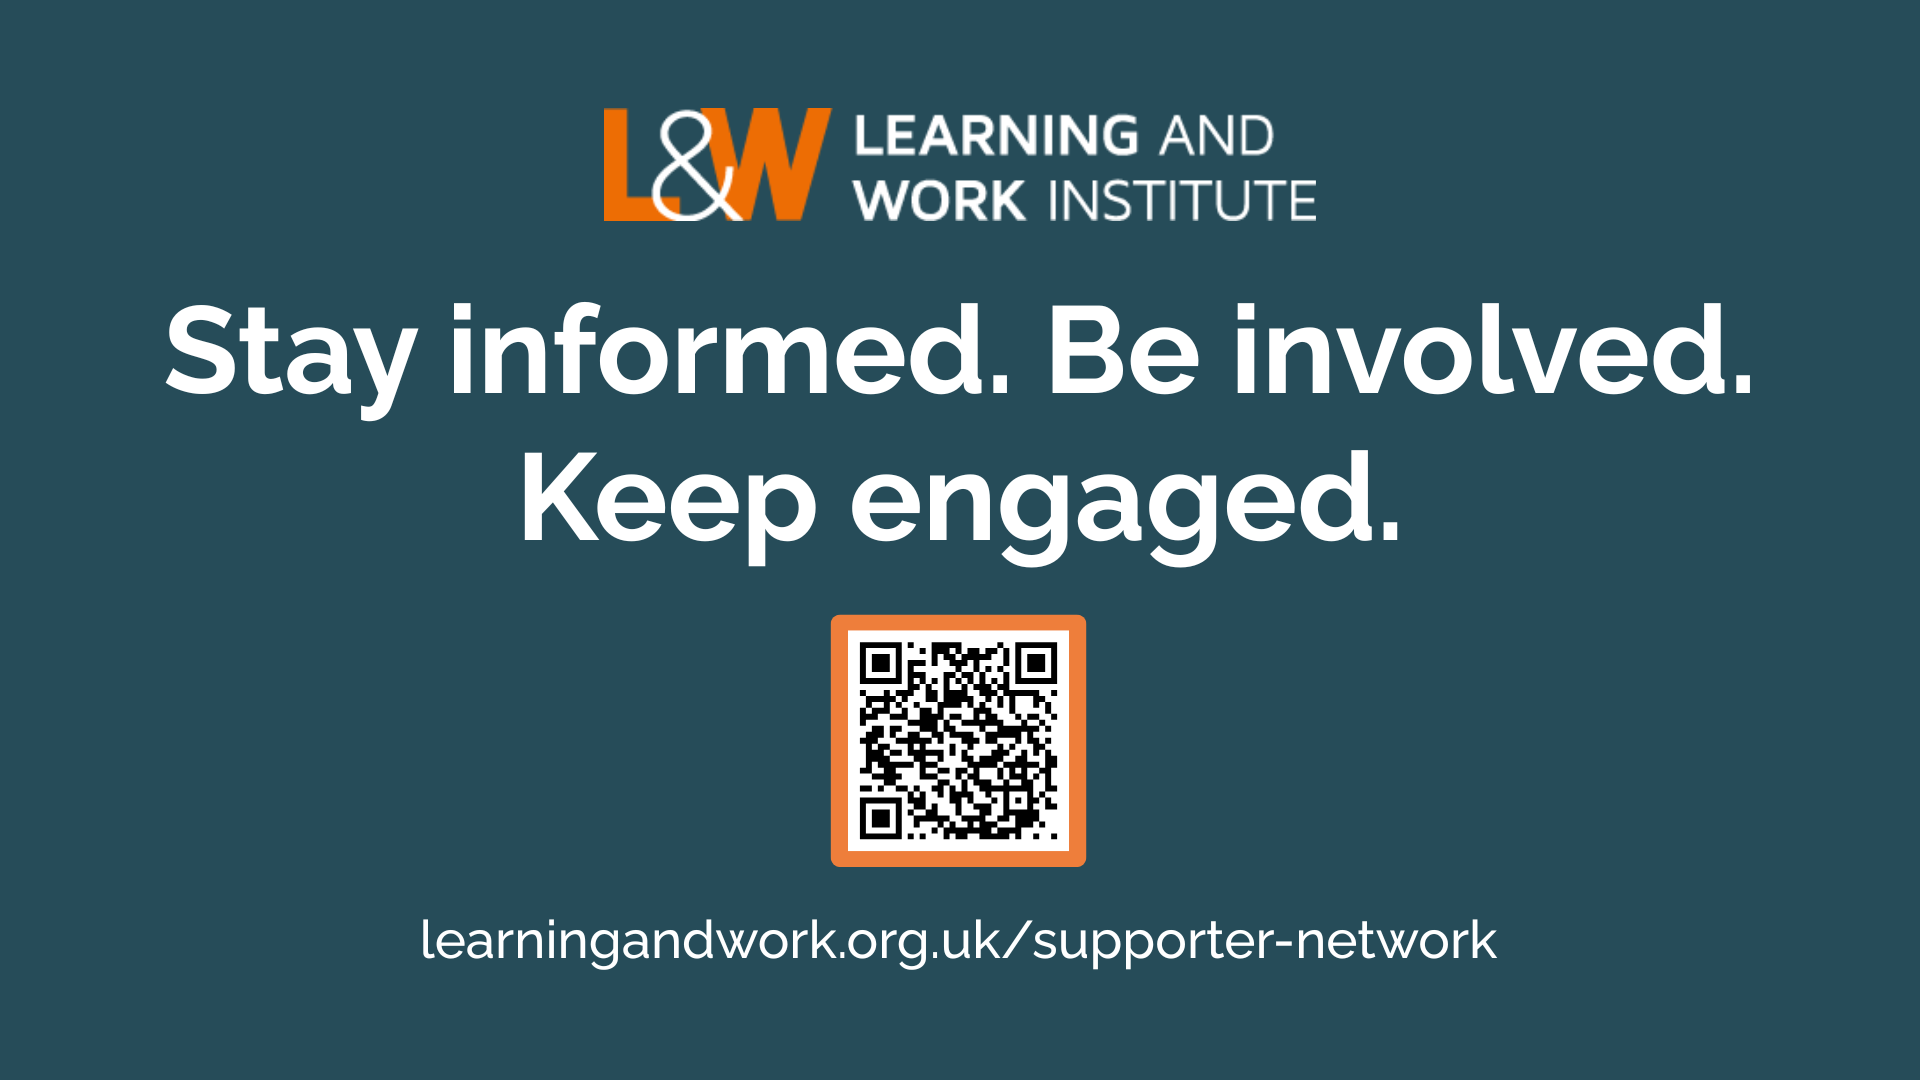 L&W LEARNING AND
WORK INSTITUTE
Stay informed. Be involved.
Keep engaged.
learningandwork.org.uk/supporter-network